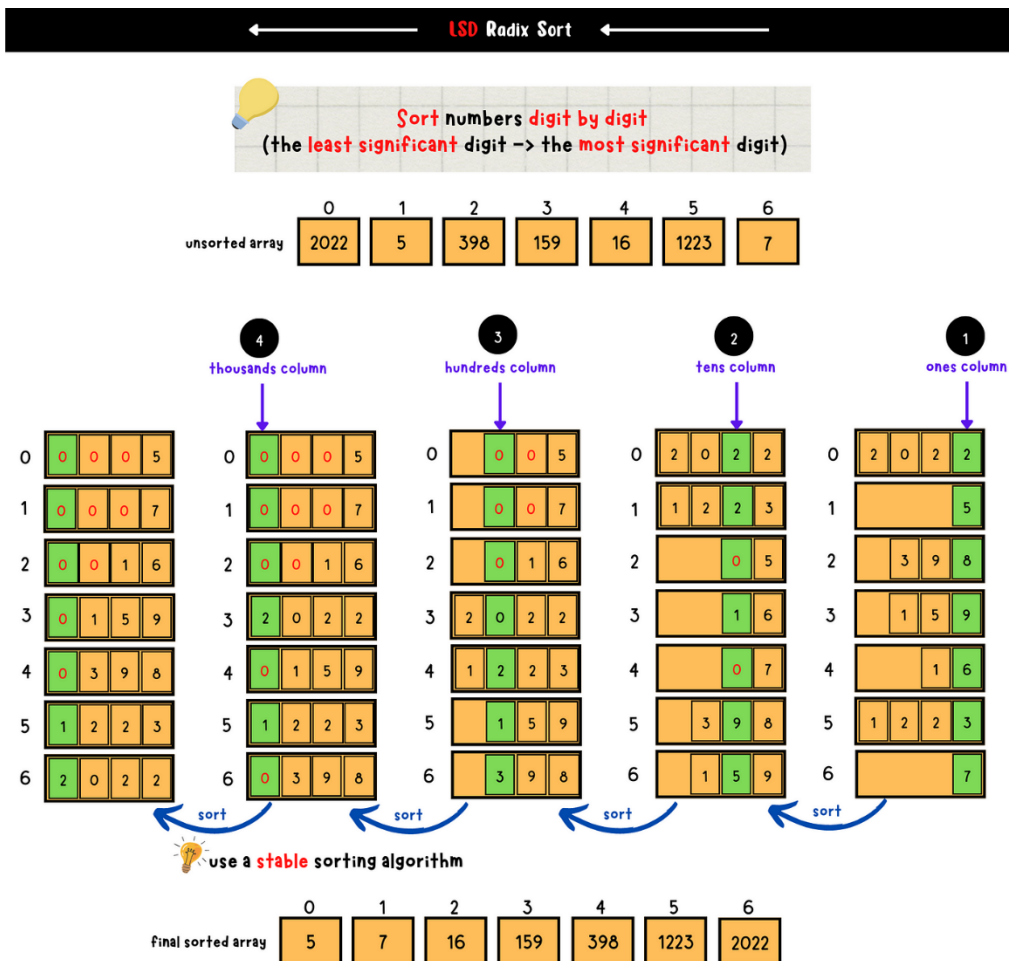 LSD Radix Sort
Sort numbers digit by digit
(the least significant digit -> the most significant digit)
0 1 2 3 4 5 6
unsorted array 2022 5 398 159 16 1223 7
4 3 2 1
thousands column hundreds column tens column ones column
0 0 0 0 5 0 0 0 0 5 0 0 0 5 0 2 0 2 2 0 2 0 2 2
1 0 0 0 7 1 0 0 0 7 1 0 0 7 1 1 2 2 3 1 5
2 0 0 1 6 2 0 0 1 6 2 0 1 6 2 0 5 2 3 9 8
3 0 1 5 9 3 2 0 2 2 3 2 0 2 2 3 1 6 3 1 5 9
4 0 3 9 8 4 0 1 5 9 4 1 2 2 3 4 0 7 4 1 6
5 1 2 2 3 5 1 2 2 3 5 1 5 9 5 3 9 8 5 1 2 2 3
6 2 0 2 2 6 0 3 9 8 6 3 9 8 6 1 5 9 6 7
sort sort sort sort
use a stable sorting algorithm
0 1 2 3 4 5 6
final sorted array 5 7 16 159 398 1223 2022